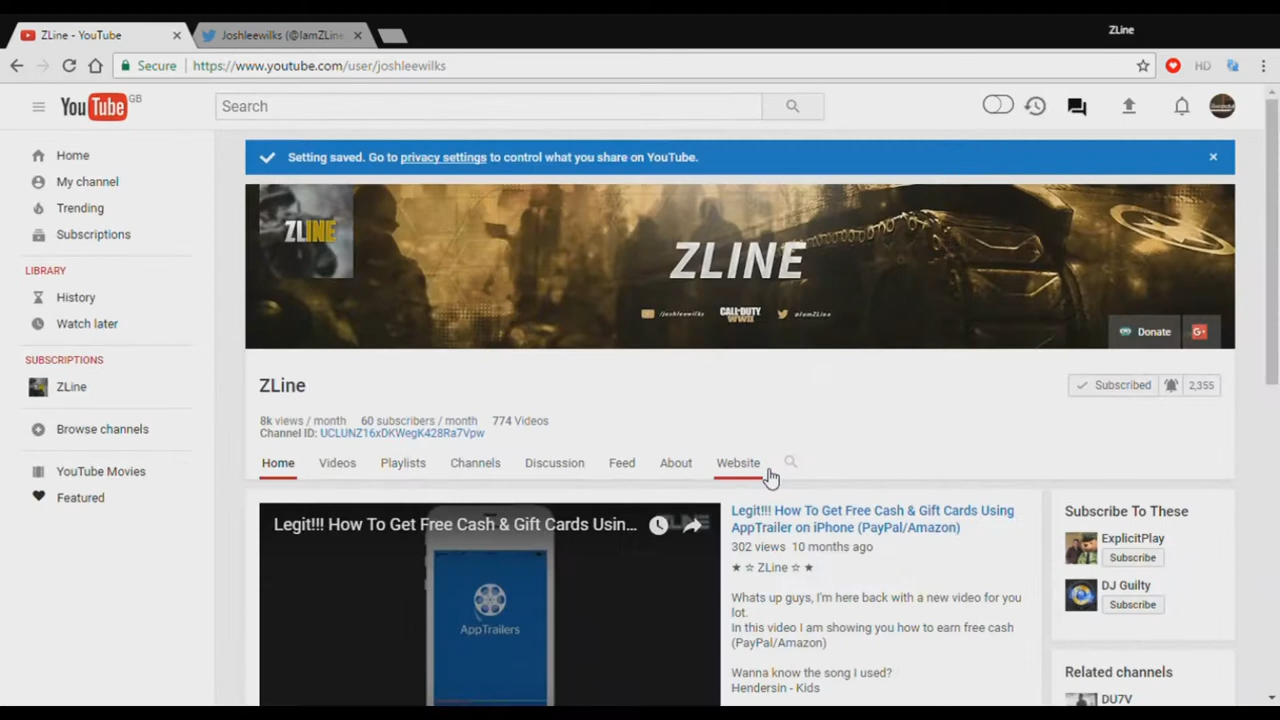 ZLine - YouTube
Joshleewilks (@IamZLine
ZLine
Secure
https://www.youtube.com/user/joshleewilks
HD
YouTube GB
Search
Home
My channel
Trending
Subscriptions
LIBRARY
History
Watch later
SUBSCRIPTIONS
ZLine
Browse channels
YouTube Movies
Featured
Setting saved. Go to privacy settings to control what you share on YouTube.
ZLINE
ZLINE
/joshleewilks
CALL OF DUTY
WWII
@IamZLine
Donate
G+
ZLine
Subscribed
2,355
8k views / month 60 subscribers / month 774 Videos
Channel ID: UCLUNZ16xDKWegK428Ra7Vpw
Home Videos Playlists Channels Discussion Feed About Website
Legit!!! How To Get Free Cash & Gift Cards Usin...
AppTrailers
Legit!!! How To Get Free Cash & Gift Cards Using
AppTrailer on iPhone (PayPal/Amazon)
302 views 10 months ago
★ ☆ ZLine ☆ ★
Whats up guys, I'm here back with a new video for you
lot.
In this video I am showing you how to earn free cash
(PayPal/Amazon)
Wanna know the song I used?
Hendersin - Kids
Subscribe To These
ExplicitPlay
Subscribe
DJ Guilty
Subscribe
Related channels
DU7V